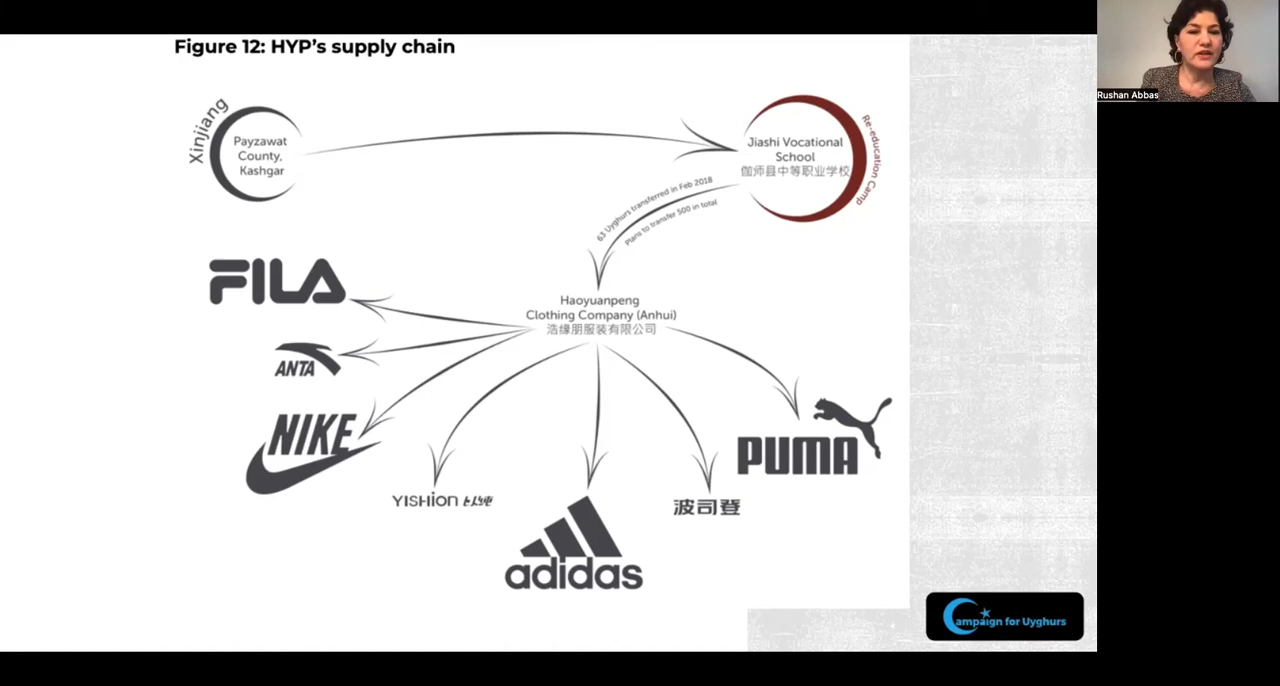 Figure 12: HYP's supply chain
Rushan Abbas
Xinjiang
Payzawat
County,
Kashgar
Jiashi Vocational
School
伽师县中等职业学校
Re-education Camp
63 Uyghurs transferred in Feb 2018
Plans to transfer 500 in total
Haoyuanpeng
Clothing Company (Anhui)
浩缘朋服装有限公司
FILA
ANTA
NIKE
YISHION 以纯
adidas
波司登
PUMA
Campaign for Uyghurs